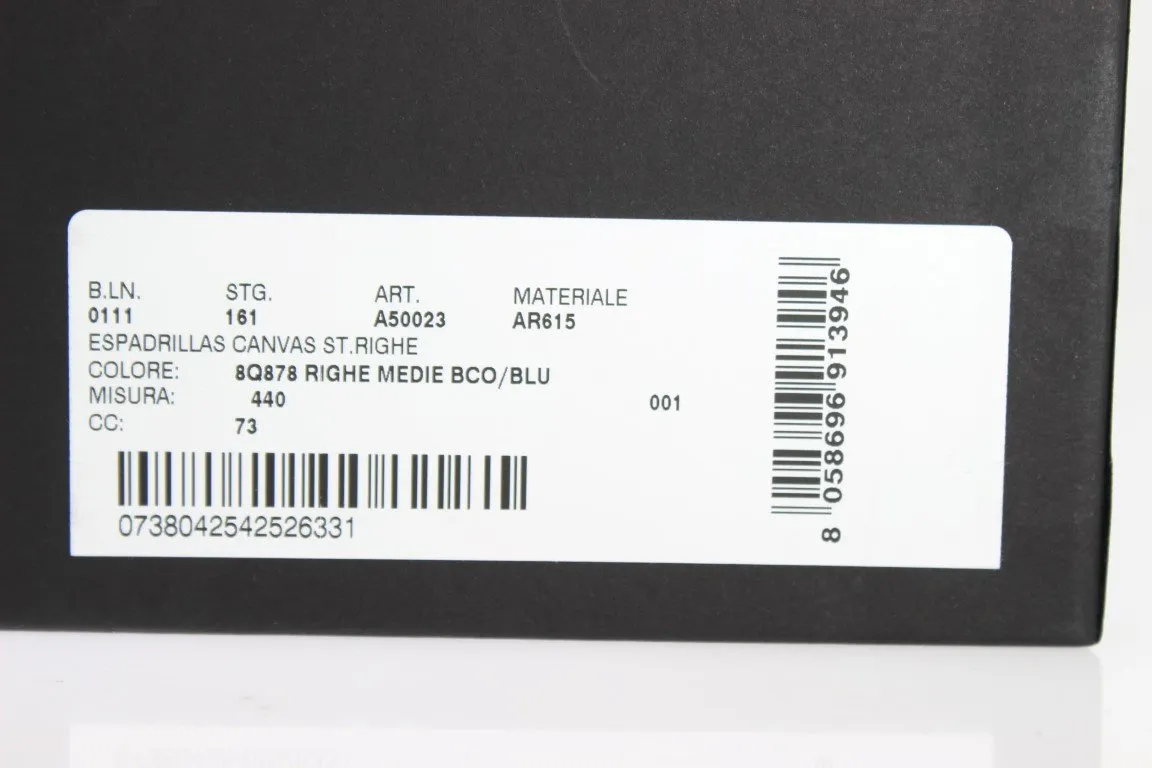 B.LN. STG. ART. MATERIALE
0111 161 A50023 AR615
ESPADRILLAS CANVAS ST.RIGHE
COLORE: 8Q878 RIGHE MEDIE BCO/BLU
MISURA: 440 001
CC: 73
0738042542526331
8 058696 913946